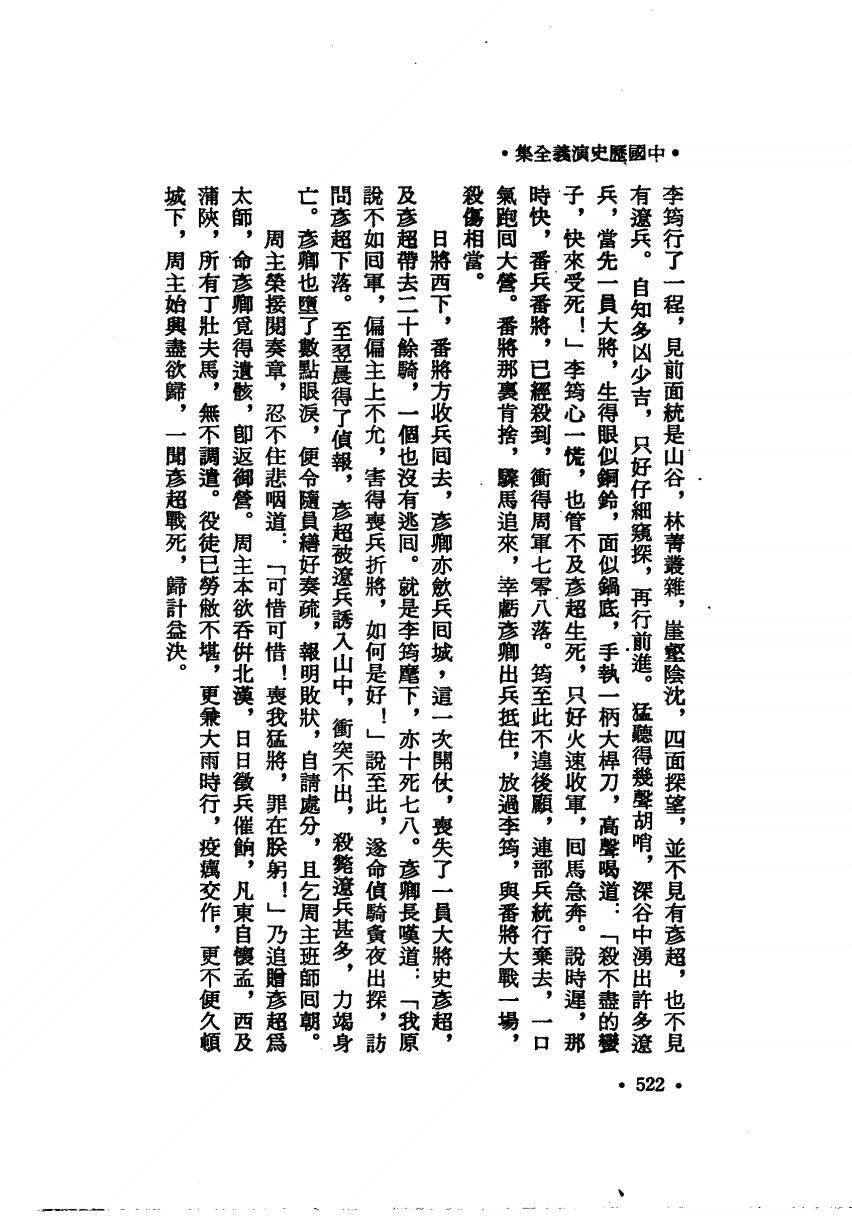 •中國歷史演義全集•
李筠行了一程，見前面統是山谷，林菁叢雜，崖壑陰沈，四面探望，並不見有彥超，也不見
有遼兵。自知多凶少吉，只好仔細窺探，再行前進。猛聽得幾聲胡哨，深谷中湧出許多遼
兵，當先一員大將，生得眼似銅鈴，面似鍋底，手執一柄大桿刀，高聲喝道：「殺不盡的蠻
子，快來受死！」李筠心一慌，也管不及彥超生死，只好火速收軍，回馬急奔。說時遲，那
時快，番兵番將，已經殺到，衝得周軍七零八落。筠至此不遑後顧，連部兵統行棄去，一口
氣跑回大營。番將那裏肯捨，驟馬追來，幸虧彥卿出兵抵住，放過李筠，與番將大戰一場，
殺傷相當。
日將西下，番將方收兵回去，彥卿亦歛兵回城，這一次開仗，喪失了一員大將史彥超，
及彥超帶去二十餘騎，一個也沒有逃回。就是李筠麾下，亦十死七八。彥卿長嘆道：「我原
說不如回軍，偏偏主上不允，害得喪兵折將，如何是好！」說至此，遂命偵騎夤夜出探，訪
問彥超下落。至翌晨得了偵報，彥超被遼兵誘入山中，衝突不出，殺斃遼兵甚多，力竭身
亡。彥卿也墮了數點眼淚，便令隨員繕好奏疏，報明敗狀，自請處分，且乞周主班師回朝。
周主榮接閱奏章，忍不住悲咽道：「可惜可惜！喪我猛將，罪在朕躬！」乃追贈彥超爲
太師，命彥卿覓得遺骸，卽返御營。周主本欲吞併北漢，日日徵兵催餉，凡東自懷孟，西及
蒲陝，所有丁壯夫馬，無不調遣。役徒已勞敝不堪，更兼大雨時行，疫癘交作，更不便久頓
城下，周主始興盡欲歸，一聞彥超戰死，歸計益決。
•522•